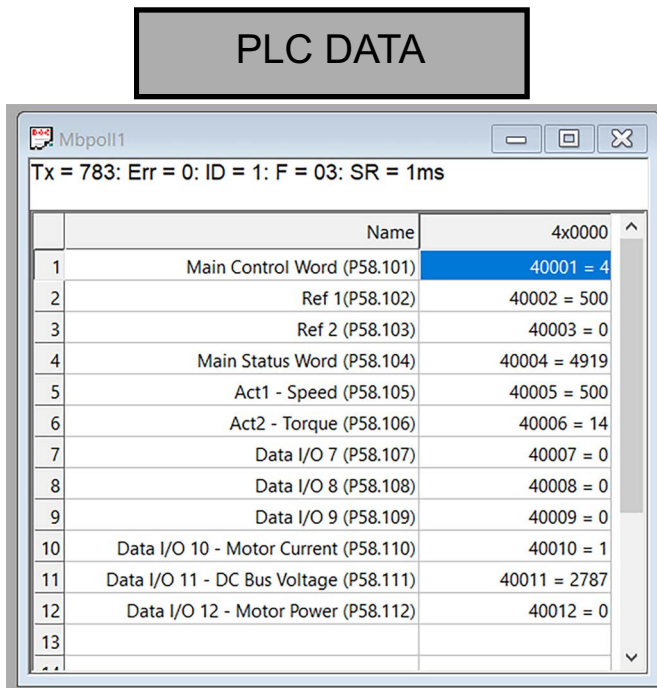 PLC DATA
Mbpoll1
Tx = 783: Err = 0: ID = 1: F = 03: SR = 1ms
Name 4x0000
1 Main Control Word (P58.101) 40001 = 4
2 Ref 1(P58.102) 40002 = 500
3 Ref 2 (P58.103) 40003 = 0
4 Main Status Word (P58.104) 40004 = 4919
5 Act1 - Speed (P58.105) 40005 = 500
6 Act2 - Torque (P58.106) 40006 = 14
7 Data I/O 7 (P58.107) 40007 = 0
8 Data I/O 8 (P58.108) 40008 = 0
9 Data I/O 9 (P58.109) 40009 = 0
10 Data I/O 10 - Motor Current (P58.110) 40010 = 1
11 Data I/O 11 - DC Bus Voltage (P58.111) 40011 = 2787
12 Data I/O 12 - Motor Power (P58.112) 40012 = 0
13